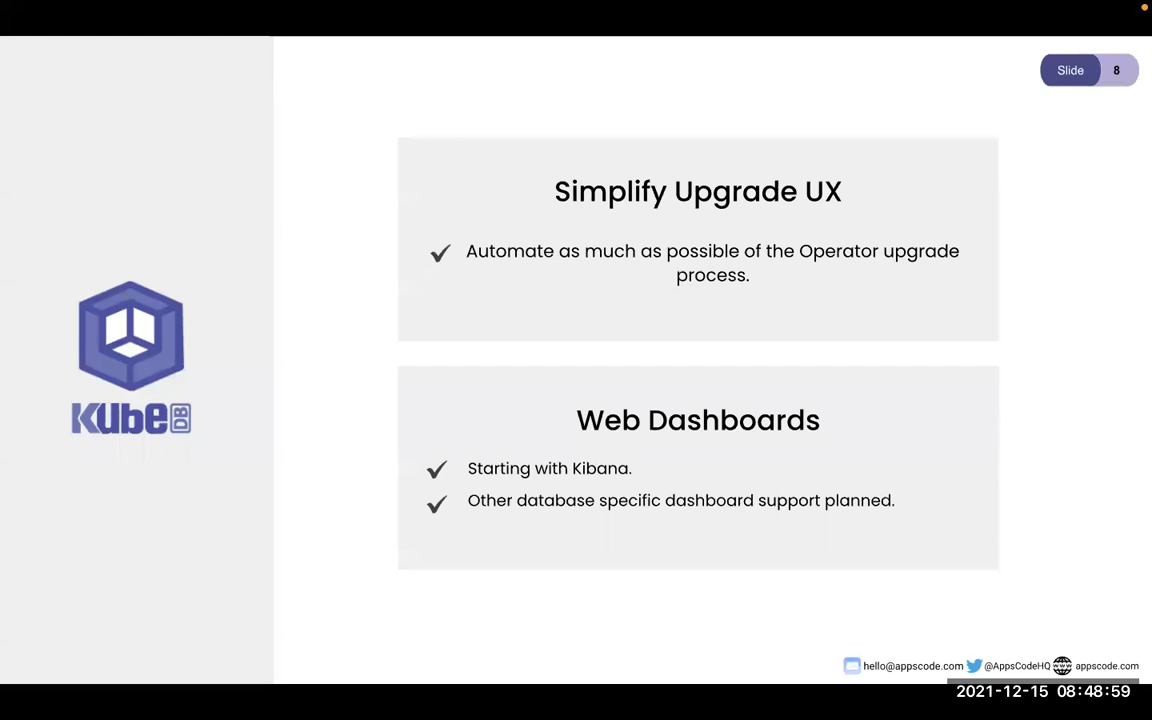 Slide 8
Simplify Upgrade UX
Automate as much as possible of the Operator upgrade
process.
KubeDB
Web Dashboards
Starting with Kibana.
Other database specific dashboard support planned.
hello@appscode.com @AppsCodeHQ www appscode.com
2021-12-15 08:48:59